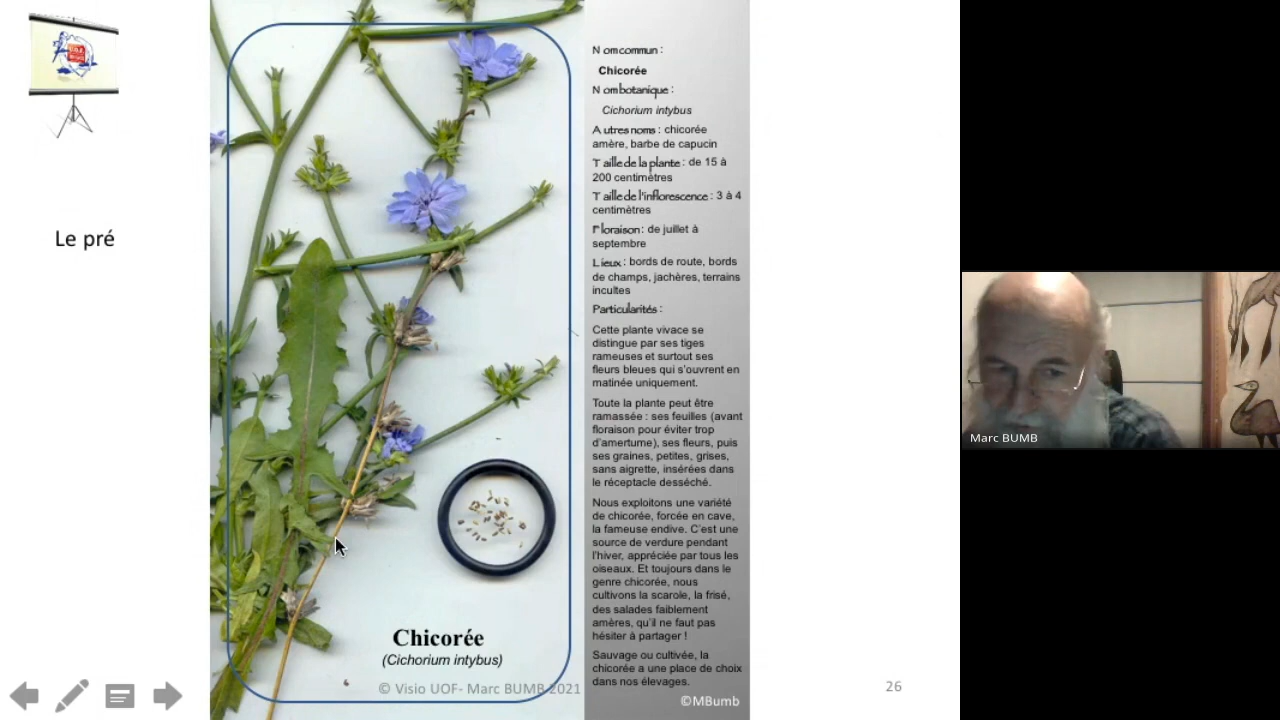 Le pré
Chicorée
(Cichorium intybus)
© Visio UOF- Marc BUMB 2021
Nom commun :
Chicorée
Nom botanique :
Cichorium intybus
Autres noms : chicorée
amère, barbe de capucin
Taille de la plante : de 15 à
200 centimètres
Taille de l'inflorescence : 3 à 4
centimètres
Floraison : de juillet à
septembre
Lieux : bords de route, bords
de champs, jachères, terrains
incultes
Particularités :
Cette plante vivace se
distingue par ses tiges
rameuses et surtout ses
fleurs bleues qui s'ouvrent en
matinée uniquement.
Toute la plante peut être
ramassée : ses feuilles (avant
floraison pour éviter trop
d'amertume), ses fleurs, puis
ses graines, petites, grises,
sans aigrette, insérées dans
le réceptacle desséché.
Nous exploitons une variété
de chicorée, forcée en cave,
la fameuse endive. C'est une
source de verdure pendant
l'hiver, appréciée par tous les
oiseaux. Et toujours dans le
genre chicorée, nous
cultivons la scarole, la frisé,
des salades faiblement
amères, qu'il ne faut pas
hésiter à partager !
Sauvage ou cultivée, la
chicorée a une place de choix
dans nos élevages.
©MBumb
26
Marc BUMB